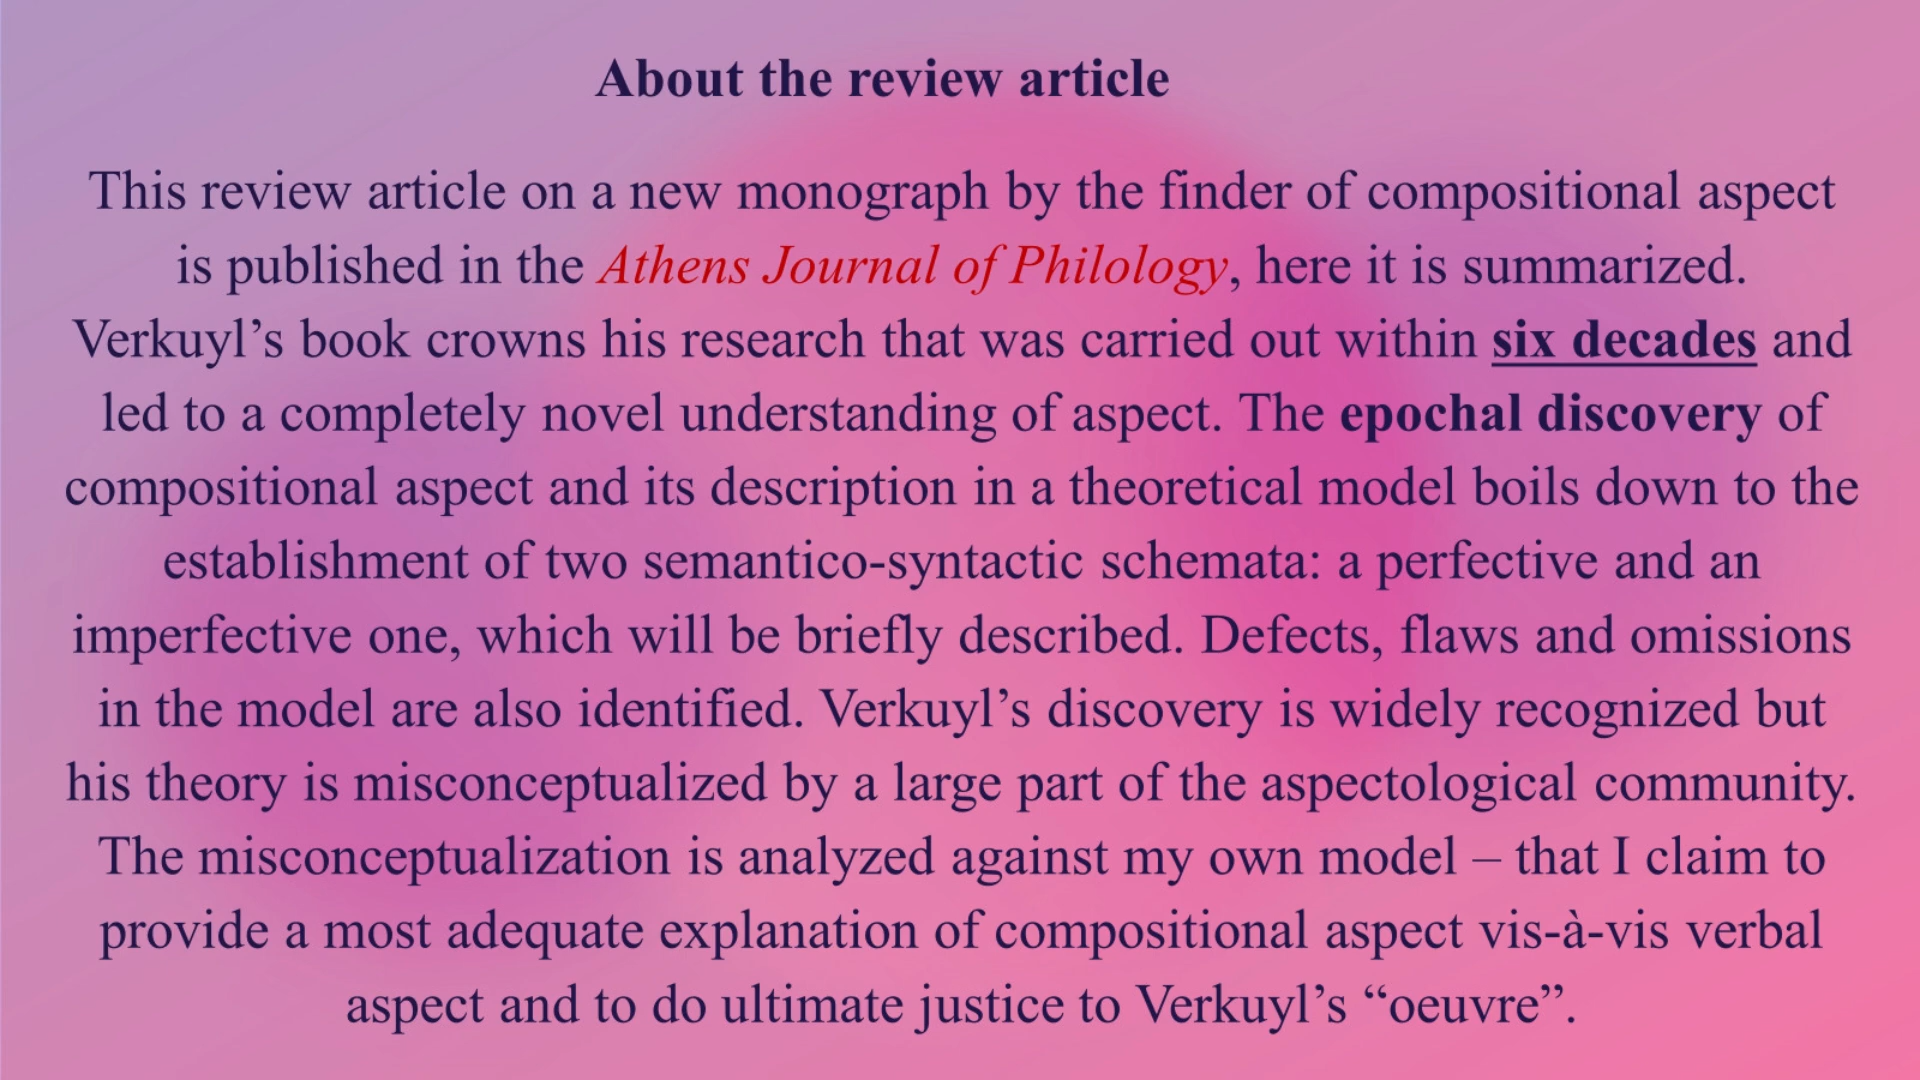 About the review article
This review article on a new monograph by the finder of compositional aspect
is published in the Athens Journal of Philology, here it is summarized.
Verkuyl’s book crowns his research that was carried out within six decades and
led to a completely novel understanding of aspect. The epochal discovery of
compositional aspect and its description in a theoretical model boils down to the
establishment of two semantico-syntactic schemata: a perfective and an
imperfective one, which will be briefly described. Defects, flaws and omissions
in the model are also identified. Verkuyl’s discovery is widely recognized but
his theory is misconceptualized by a large part of the aspectological community.
The misconceptualization is analyzed against my own model – that I claim to
provide a most adequate explanation of compositional aspect vis-à-vis verbal
aspect and to do ultimate justice to Verkuyl’s “oeuvre”.